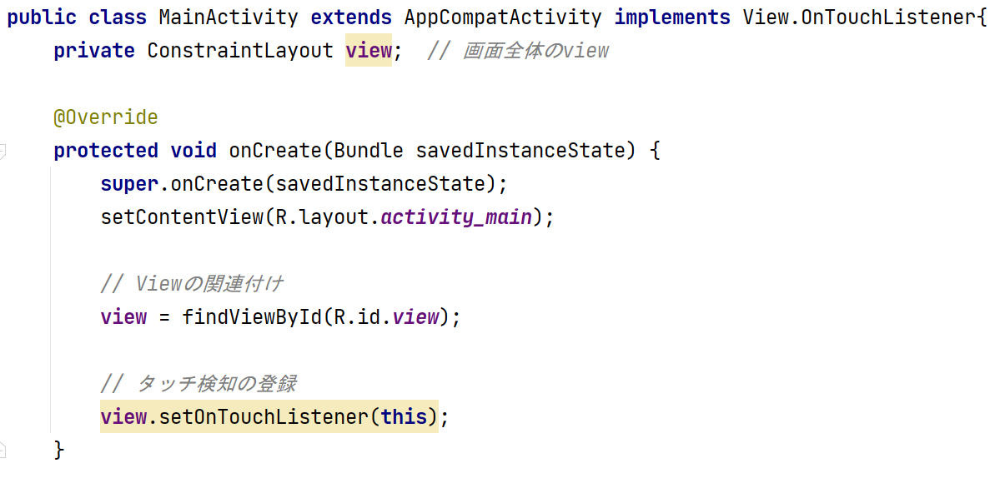 public class MainActivity extends AppCompatActivity implements View.OnTouchListener{
    private ConstraintLayout view;  // 画面全体のview
    @Override
    protected void onCreate(Bundle savedInstanceState) {
        super.onCreate(savedInstanceState);
        setContentView(R.layout.activity_main);
        // Viewの関連付け
        view = findViewById(R.id.view);
        // タッチ検知の登録
        view.setOnTouchListener(this);
    }